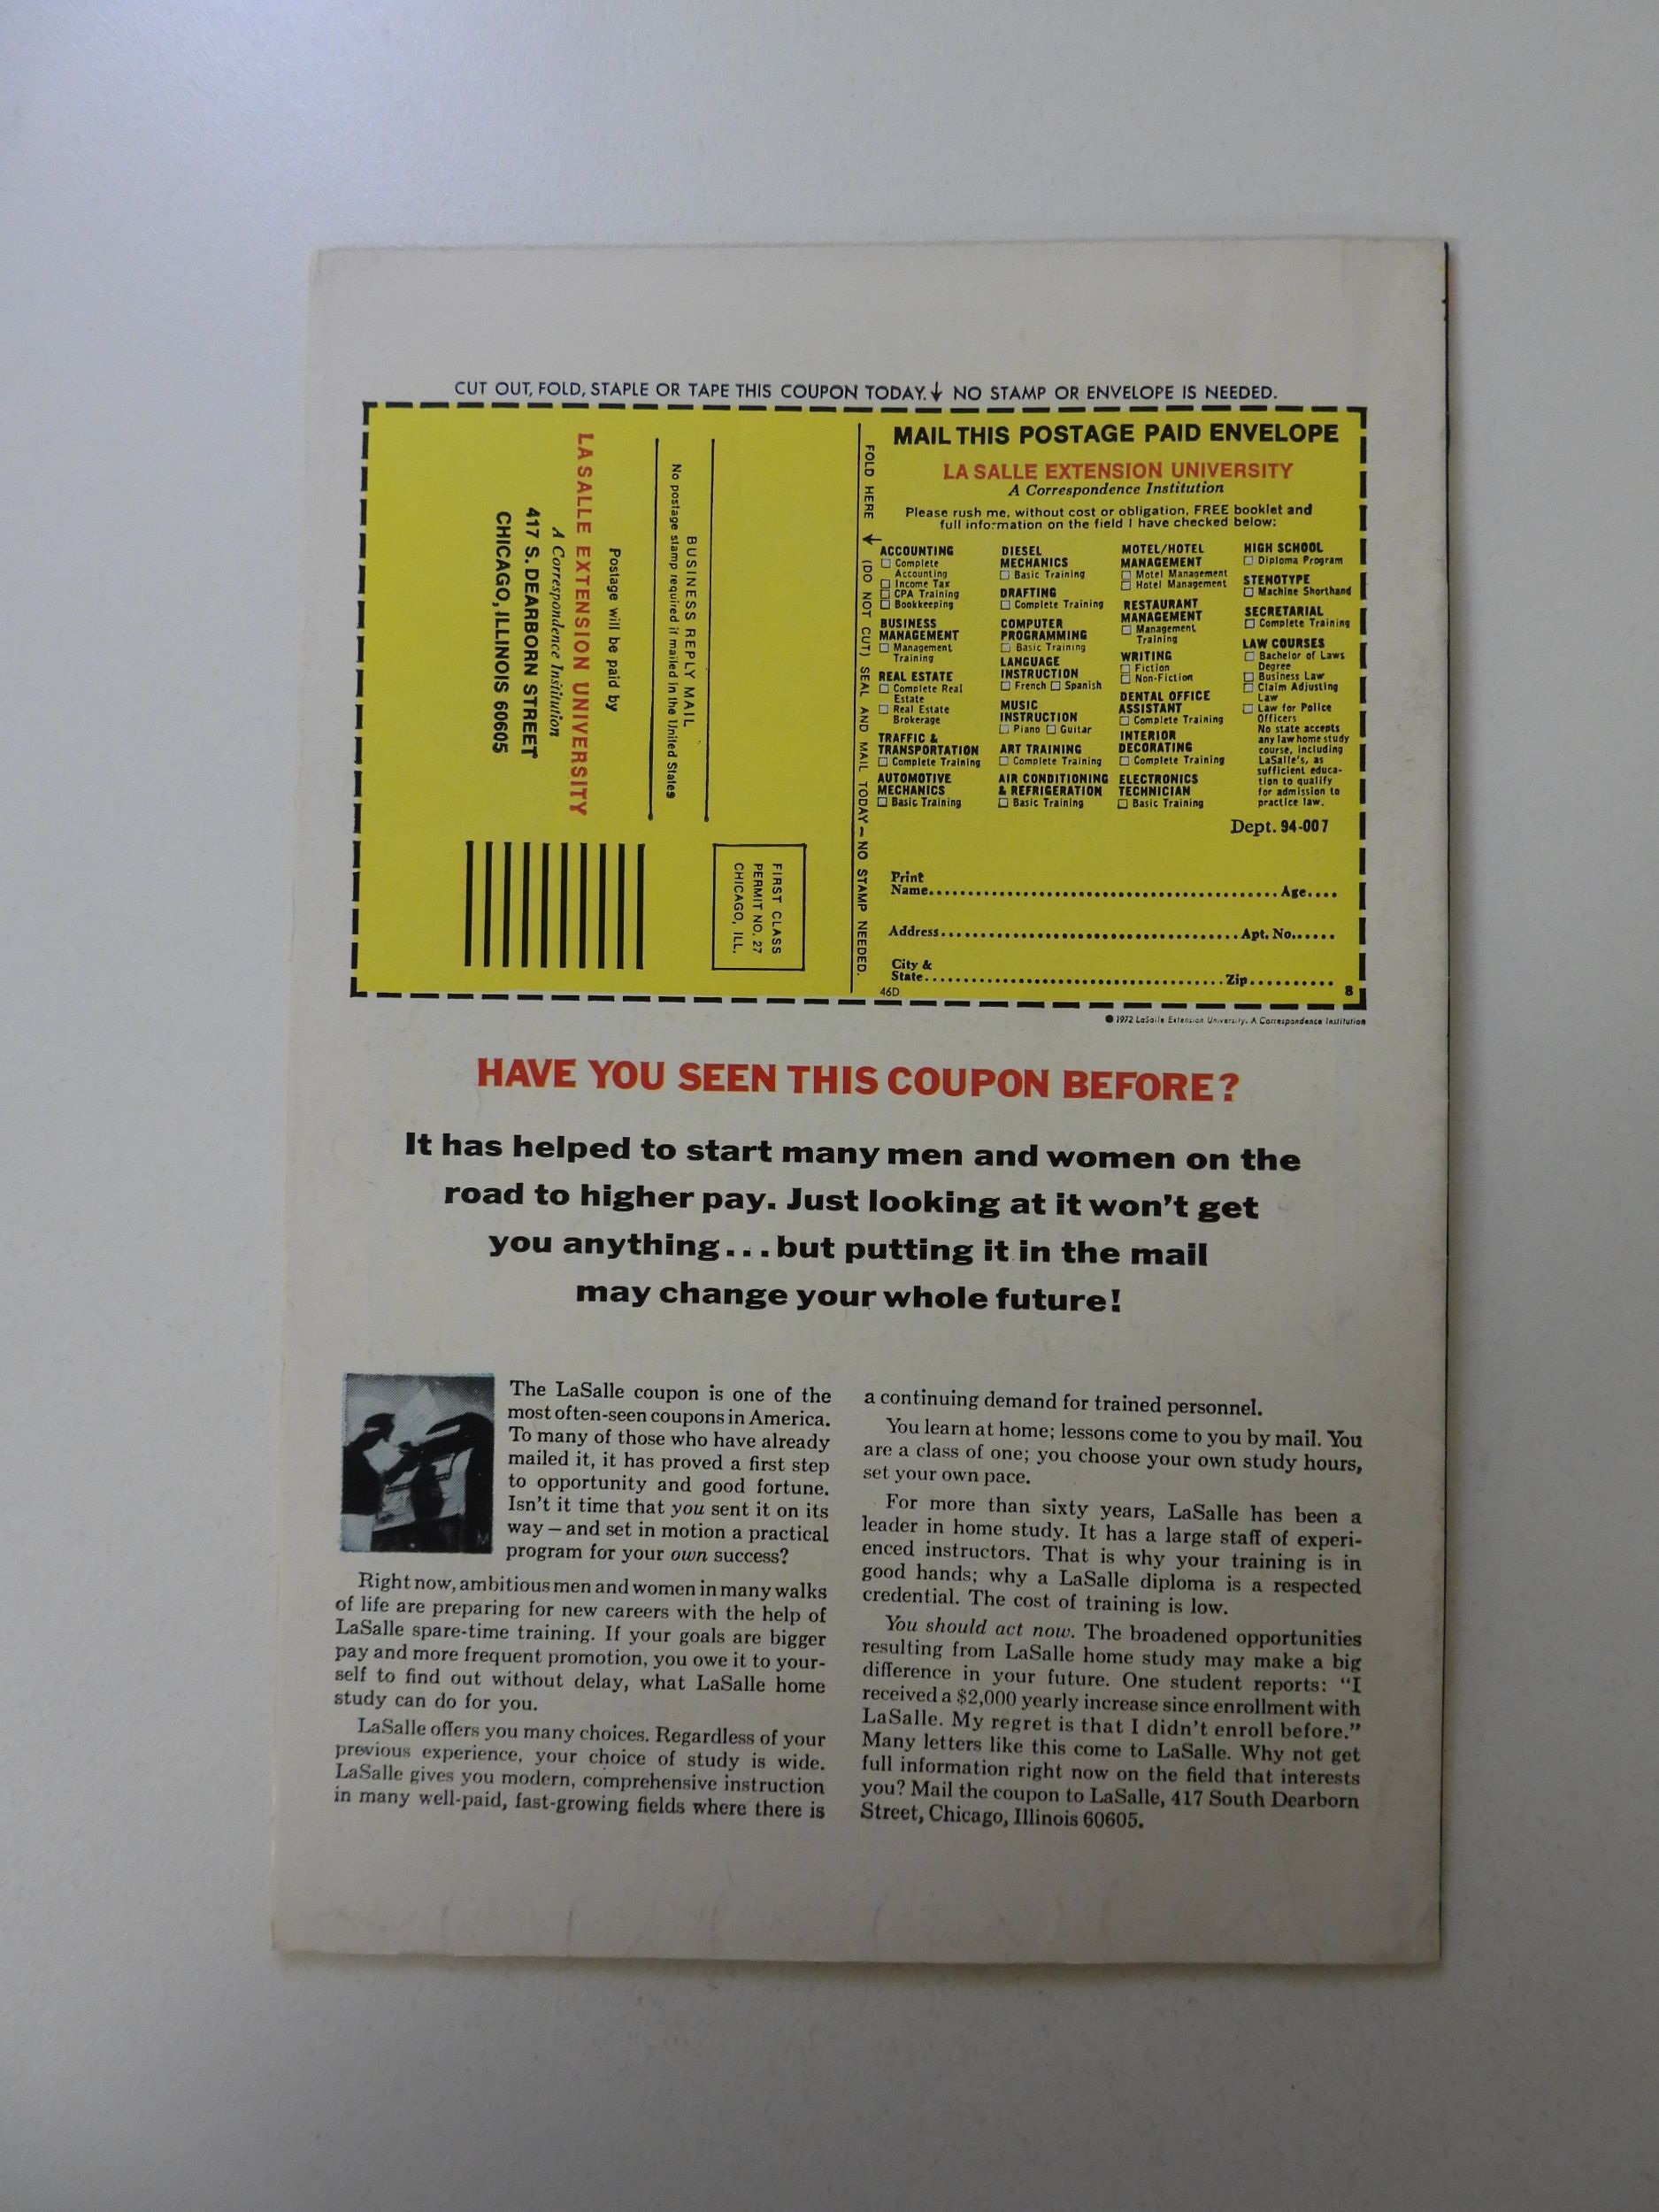 CUT OUT, FOLD, STAPLE OR TAPE THIS COUPON TODAY. ↓ NO STAMP OR ENVELOPE IS NEEDED.
LA SALLE EXTENSION UNIVERSITY
A Correspondence Institution
417 S. DEARBORN STREET
CHICAGO, ILLINOIS 60605
Postage will be paid by
BUSINESS REPLY MAIL
No postage stamp required if mailed in the United States
FIRST CLASS
PERMIT NO. 27
CHICAGO, ILL.
FOLD HERE (DO NOT CUT) SEAL AND MAIL TODAY — NO STAMP NEEDED.
MAIL THIS POSTAGE PAID ENVELOPE
LA SALLE EXTENSION UNIVERSITY
A Correspondence Institution
Please rush me, without cost or obligation, FREE booklet and
full information on the field I have checked below:
ACCOUNTING
☐ Complete
Accounting
☐ Income Tax
☐ CPA Training
☐ Bookkeeping
BUSINESS
MANAGEMENT
☐ Management
Training
REAL ESTATE
☐ Complete Real
Estate
☐ Real Estate
Brokerage
TRAFFIC &
TRANSPORTATION
☐ Complete Training
AUTOMOTIVE
MECHANICS
☐ Basic Training
DIESEL
MECHANICS
☐ Basic Training
DRAFTING
☐ Complete Training
COMPUTER
PROGRAMMING
☐ Basic Training
LANGUAGE
INSTRUCTION
☐ French ☐ Spanish
MUSIC
INSTRUCTION
☐ Piano ☐ Guitar
ART TRAINING
☐ Complete Training
AIR CONDITIONING
& REFRIGERATION
☐ Basic Training
MOTEL/HOTEL
MANAGEMENT
☐ Motel Management
☐ Hotel Management
RESTAURANT
MANAGEMENT
☐ Management
Training
WRITING
☐ Fiction
☐ Non-Fiction
DENTAL OFFICE
ASSISTANT
☐ Complete Training
INTERIOR
DECORATING
☐ Complete Training
ELECTRONICS
TECHNICIAN
☐ Basic Training
HIGH SCHOOL
☐ Diploma Program
STENOTYPE
☐ Machine Shorthand
SECRETARIAL
☐ Complete Training
LAW COURSES
☐ Bachelor of Laws
Degree
☐ Business Law
☐ Claim Adjusting
Law
☐ Law for Police
Officers
No state accepts
any law home study
course, including
LaSalle's, as
sufficient educa-
tion to qualify
for admission to
practice law.
Dept. 94-007
Print
Name.............................................Age....
Address.......................................Apt. No......
City &
State.......................................Zip..........
46D 8
● 1972 LaSalle Extension University. A Correspondence Institution
HAVE YOU SEEN THIS COUPON BEFORE?
It has helped to start many men and women on the
road to higher pay. Just looking at it won't get
you anything...but putting it in the mail
may change your whole future!
The LaSalle coupon is one of the
most often-seen coupons in America.
To many of those who have already
mailed it, it has proved a first step
to opportunity and good fortune.
Isn't it time that you sent it on its
way — and set in motion a practical
program for your own success?
Right now, ambitious men and women in many walks
of life are preparing for new careers with the help of
LaSalle spare-time training. If your goals are bigger
pay and more frequent promotion, you owe it to your-
self to find out without delay, what LaSalle home
study can do for you.
LaSalle offers you many choices. Regardless of your
previous experience, your choice of study is wide.
LaSalle gives you modern, comprehensive instruction
in many well-paid, fast-growing fields where there is
a continuing demand for trained personnel.
You learn at home; lessons come to you by mail. You
are a class of one; you choose your own study hours,
set your own pace.
For more than sixty years, LaSalle has been a
leader in home study. It has a large staff of experi-
enced instructors. That is why your training is in
good hands; why a LaSalle diploma is a respected
credential. The cost of training is low.
You should act now. The broadened opportunities
resulting from LaSalle home study may make a big
difference in your future. One student reports: "I
received a $2,000 yearly increase since enrollment with
LaSalle. My regret is that I didn't enroll before."
Many letters like this come to LaSalle. Why not get
full information right now on the field that interests
you? Mail the coupon to LaSalle, 417 South Dearborn
Street, Chicago, Illinois 60605.